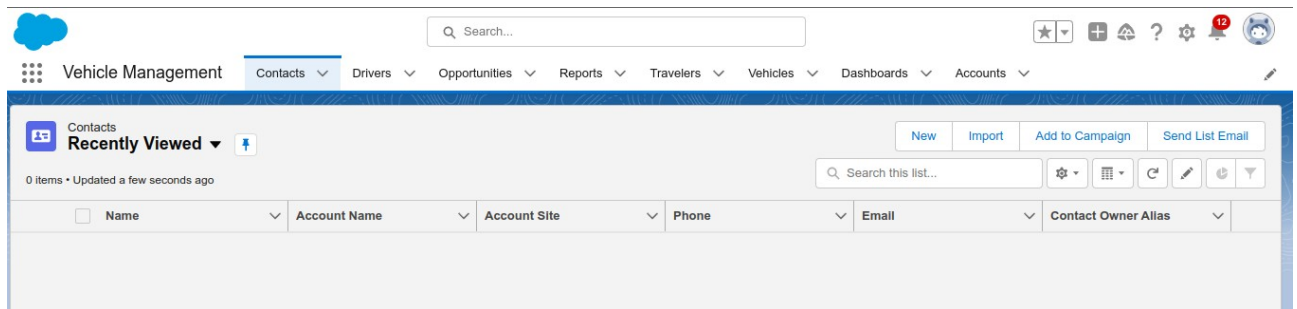 Search...
12
Vehicle Management Contacts Drivers Opportunities Reports Travelers Vehicles Dashboards Accounts
Contacts
Recently Viewed
New Import Add to Campaign Send List Email
0 items • Updated a few seconds ago
Search this list...
Name Account Name Account Site Phone Email Contact Owner Alias